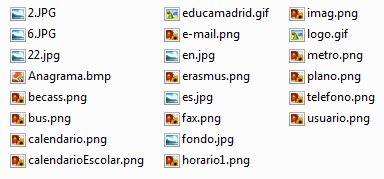 2.JPG
6.JPG
22.jpg
Anagrama.bmp
becass.png
bus.png
calendario.png
calendarioEscolar.png
educamadrid.gif
e-mail.png
en.jpg
erasmus.png
es.jpg
fax.png
fondo.jpg
horario1.png
imag.png
logo.gif
metro.png
plano.png
telefono.png
usuario.png